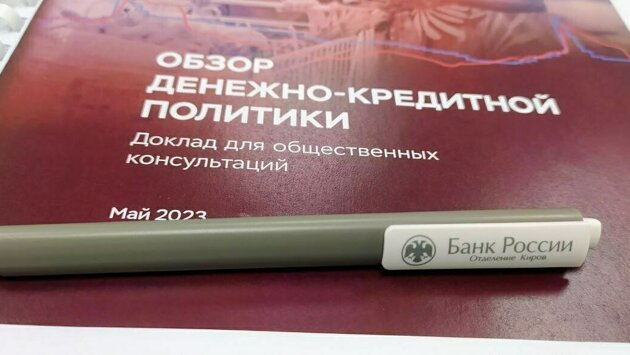 ОБЗОР
ДЕНЕЖНО-КРЕДИТНОЙ
ПОЛИТИКИ
Доклад для общественных
консультаций
Май 2023
Банк России
Отделение Киров